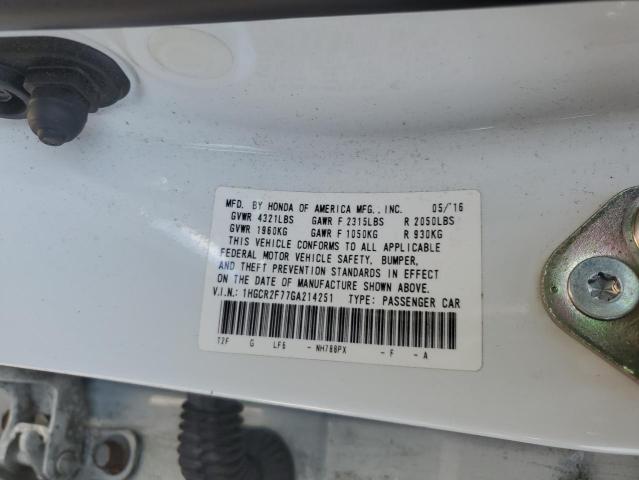 MFD. BY HONDA OF AMERICA MFG., INC. 05/'16
GVWR 4321LBS GAWR F 2315LBS R 2050LBS
GVWR 1960KG GAWR F 1050KG R 930KG
THIS VEHICLE CONFORMS TO ALL APPLICABLE
FEDERAL MOTOR VEHICLE SAFETY, BUMPER,
AND THEFT PREVENTION STANDARDS IN EFFECT
ON THE DATE OF MANUFACTURE SHOWN ABOVE.
V.I.N.: 1HGCR2F77GA214251 TYPE: PASSENGER CAR
T2F G LF6 - NH788PX - F - A